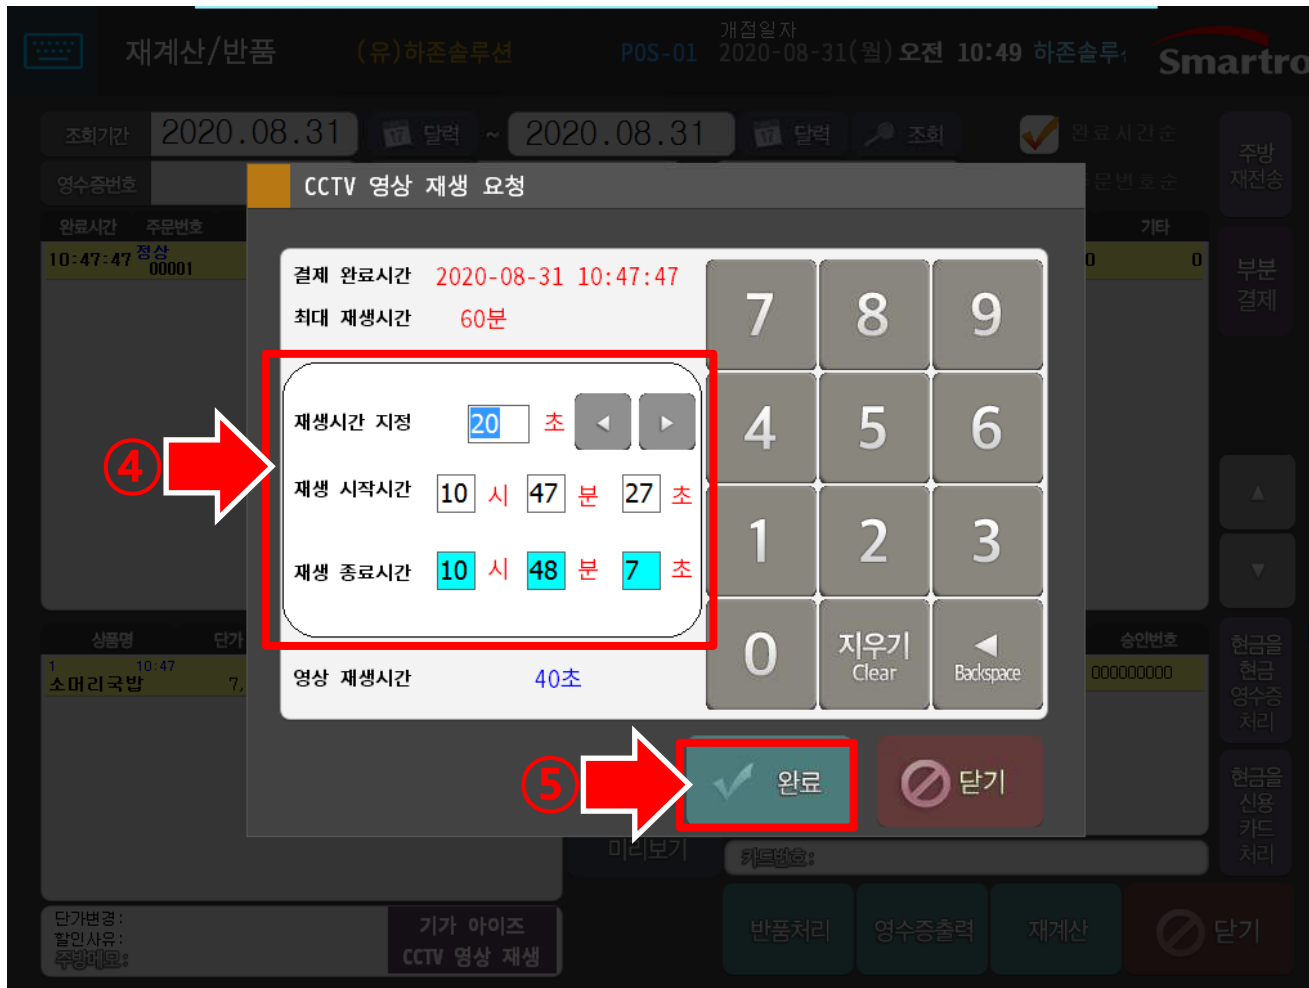 재계산/반품
(유)하존솔루션
POS-01
개점일자
2020-08-31(월) 오전 10:49 하존솔루
Smartro
조회기간 2020.08.31 17 달력 ~ 2020.08.31 17 달력 조회 완료시간순
영수증번호
문번호순
주방
재전송
완료시간 주문번호 기타
10:47:47 정상
00001
0 0
부분
결제
CCTV 영상 재생 요청
결제 완료시간 2020-08-31 10:47:47
최대 재생시간 60분
재생시간 지정 20 초
재생 시작시간 10 시 47 분 27 초
재생 종료시간 10 시 48 분 7 초
영상 재생시간 40초
7 8 9
4 5 6
1 2 3
0 지우기 Clear Backspace
④
⑤
완료 닫기
상품명 단가 승인번호
1 10:47
소머리국밥 7, 000000000
현금을
현금
영수증
처리
현금을
신용
카드
처리
미리보기
카드번호:
단가변경:
할인사유:
주방메모:
기가 아이즈
CCTV 영상 재생
반품처리 영수증출력 재계산 닫기